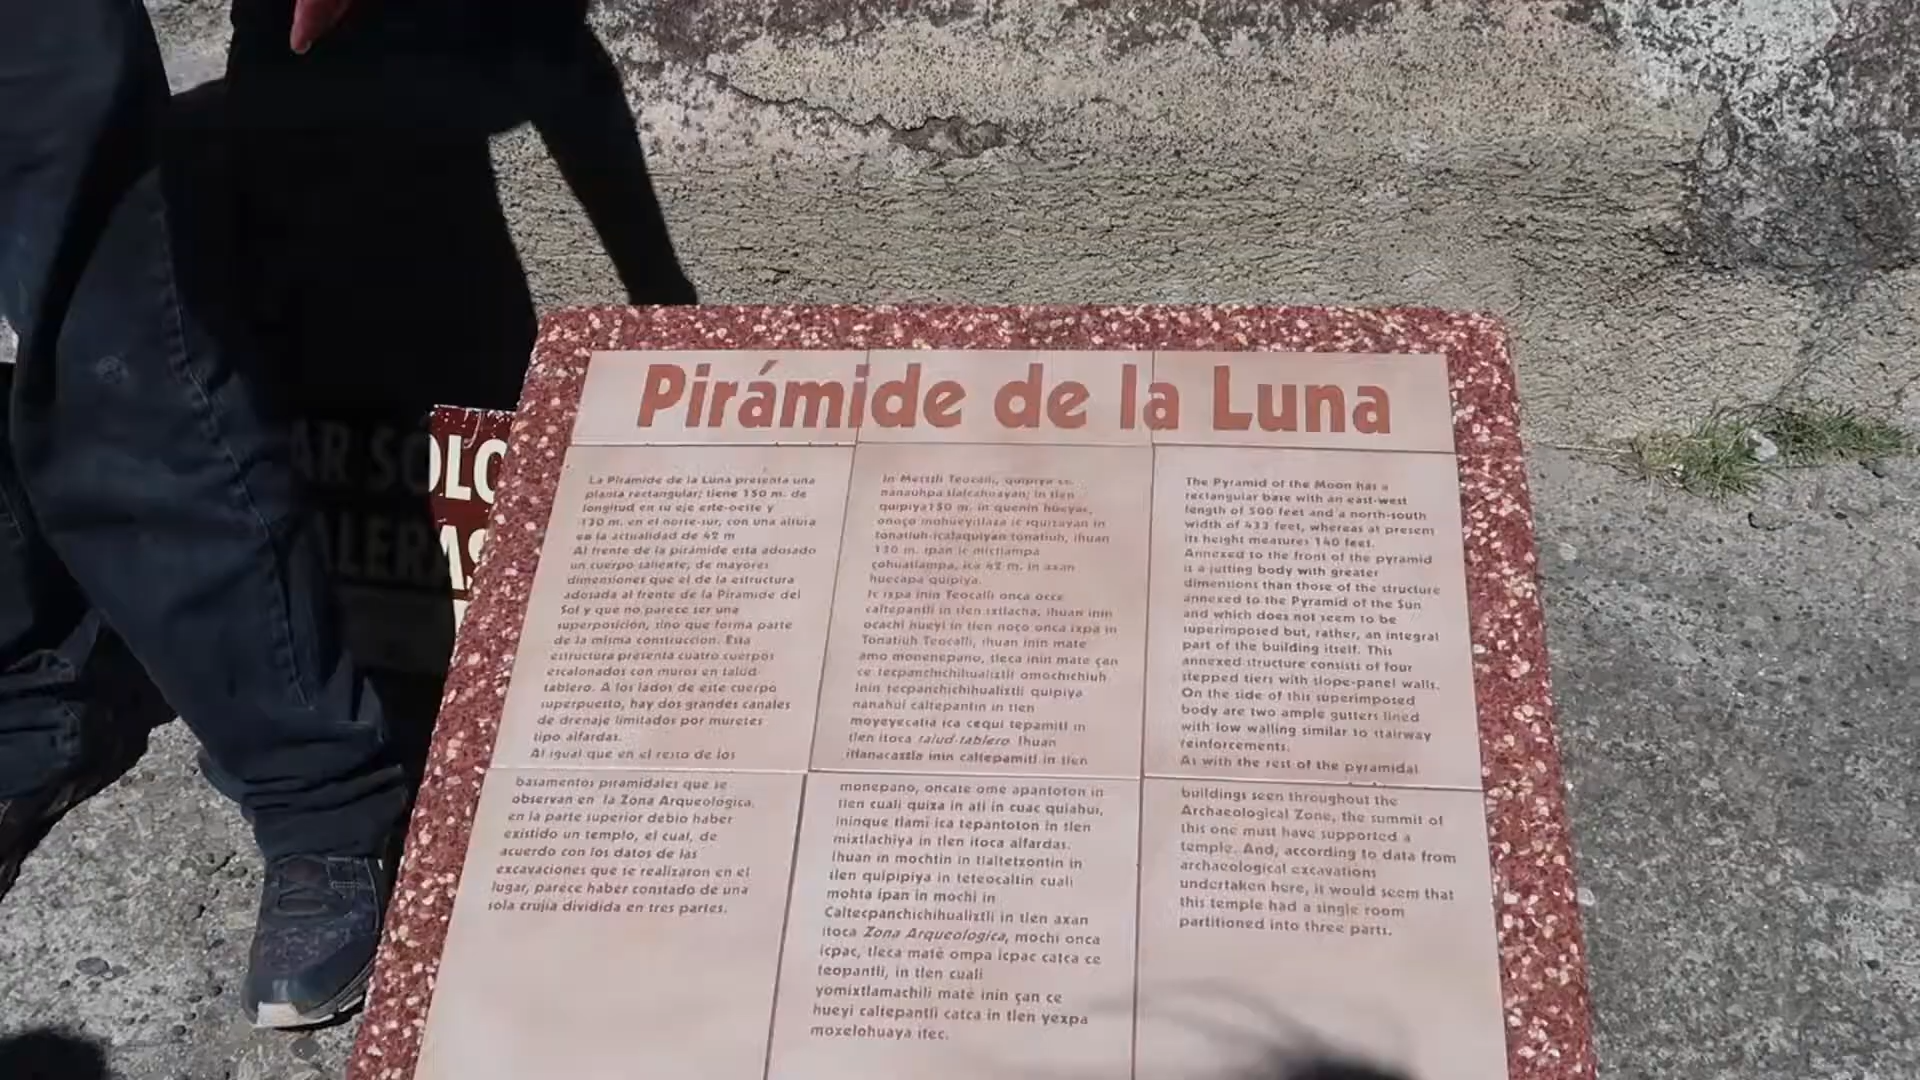 Pirámide de la Luna
La Pirámide de la Luna presenta una
planta rectangular; tiene 150 m. de
longitud en su eje este-oeste y
130 m. en el norte-sur, con una altura
en la actualidad de 42 m
Al frente de la pirámide está adosado
un cuerpo saliente, de mayores
dimensiones que el de la estructura
adosada al frente de la Pirámide del
Sol y que no parece ser una
superposición, sino que forma parte
de la misma construcción. Esta
estructura presenta cuatro cuerpos
escalonados con muros en talud-
tablero. A los lados de este cuerpo
superpuesto, hay dos grandes canales
de drenaje limitados por muretes
tipo alfardas.
Al igual que en el resto de los
basamentos piramidales que se
observan en la Zona Arqueológica,
en la parte superior debió haber
existido un templo, el cual, de
acuerdo con los datos de las
excavaciones que se realizaron en el
lugar, parece haber constado de una
sola crujía dividida en tres partes.
In Metztli Teocali, quipiya se
nanauhpa tlalcahuayan; in tlen
quipiya150 m. in quenin hueyac,
onoço mohueyitlaza ic iquizayan in
tonatiuh-icalaquiyan tonatiuh, ihuan
130 m. ipan ic mictlampa
çohuatlampa, ica 42 m. in axan
huecapa quipiya.
Ic ixpa inin Teocalli onca occe
caltepantli in tlen ixtlacha, ihuan inin
ocachi hueyi in tlen noço onca ixpa in
Tonatiuh Teocalli, ihuan inin mate
amo monenepano, tleca inin mate çan
ce tecpanchichihualiztli omochichiuh
Inin tecpanchichihualiztli quipiya
nanahui caltepantin in tlen
moyeyecatia ica cequi tepamitl in
tlen itoca talud-tablero. Ihuan
itlanacaztla inin caltepamitl in tlen
monepano, oncate ome apantoton in
tlen cuali quiza in atl in cuac quiahui,
ininque tlami ica tepantoton in tlen
mixtlachiya in tlen itoca alfardas.
Ihuan in mochtin in tlaltetzontin in
tlen quipipiya in teteocaltin cuali
mohta ipan in mochi in
Caltecpanchichihualiztli in tlen axan
itoca Zona Arqueologica, mochi onca
icpac, tleca maté ompa icpac catca ce
teopantli, in tlen cuali
yomixtlamachili maté inin çan ce
hueyi caltepantli catca in tlen yexpa
moxelohuaya itec.
The Pyramid of the Moon has a
rectangular base with an east-west
length of 500 feet and a north-south
width of 433 feet, whereas at present
its height measures 140 feet.
Annexed to the front of the pyramid
is a jutting body with greater
dimentions than those of the structure
annexed to the Pyramid of the Sun
and which does not seem to be
superimposed but, rather, an integral
part of the building itself. This
annexed structure consists of four
stepped tiers with slope-panel walls.
On the side of this superimposed
body are two ample gutters lined
with low walling similar to stairway
reinforcements.
As with the rest of the pyramidal
buildings seen throughout the
Archaeological Zone, the summit of
this one must have supported a
temple. And, according to data from
archaeological excavations
undertaken here, it would seem that
this temple had a single room
partitioned into three parts.
AR SOLO
ALERAS